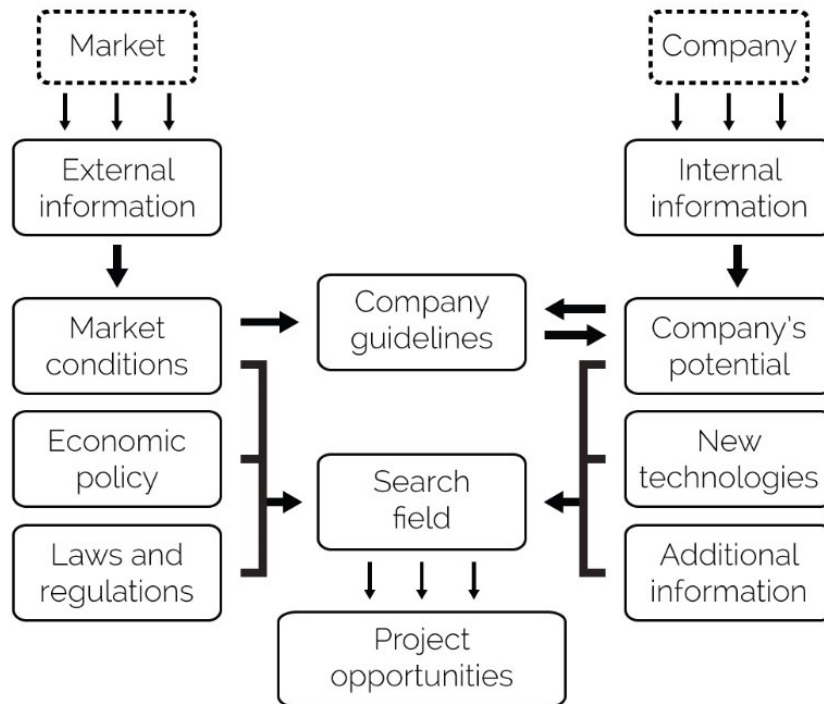 Market
Company
External
information
Internal
information
Market
conditions
Company
guidelines
Company's
potential
Economic
policy
Search
field
New
technologies
Laws and
regulations
Additional
information
Project
opportunities